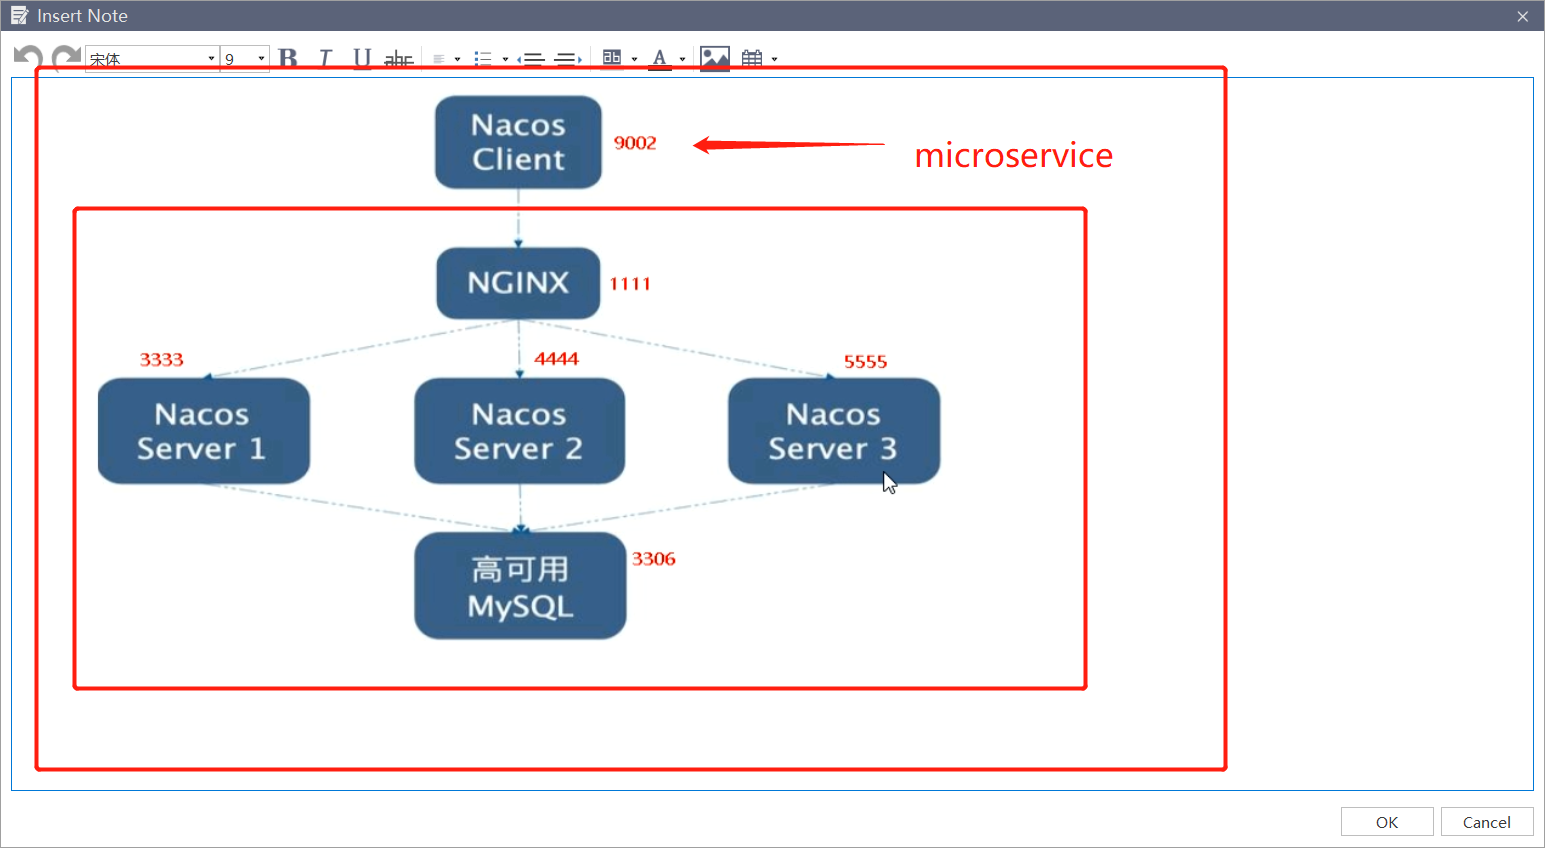 Insert Note
宋体
9
B
T
U
abc
A
Nacos
Client
9002
microservice
NGINX
1111
3333
4444
5555
Nacos
Server 1
Nacos
Server 2
Nacos
Server 3
高可用
MySQL
3306
OK
Cancel